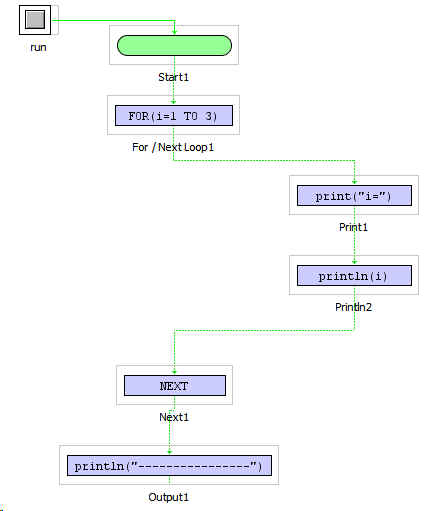 run
Start1
FOR(i=1 TO 3)
For / Next Loop1
print("i=")
Print1
println(i)
Println2
NEXT
Next1
println("----------------")
Output1